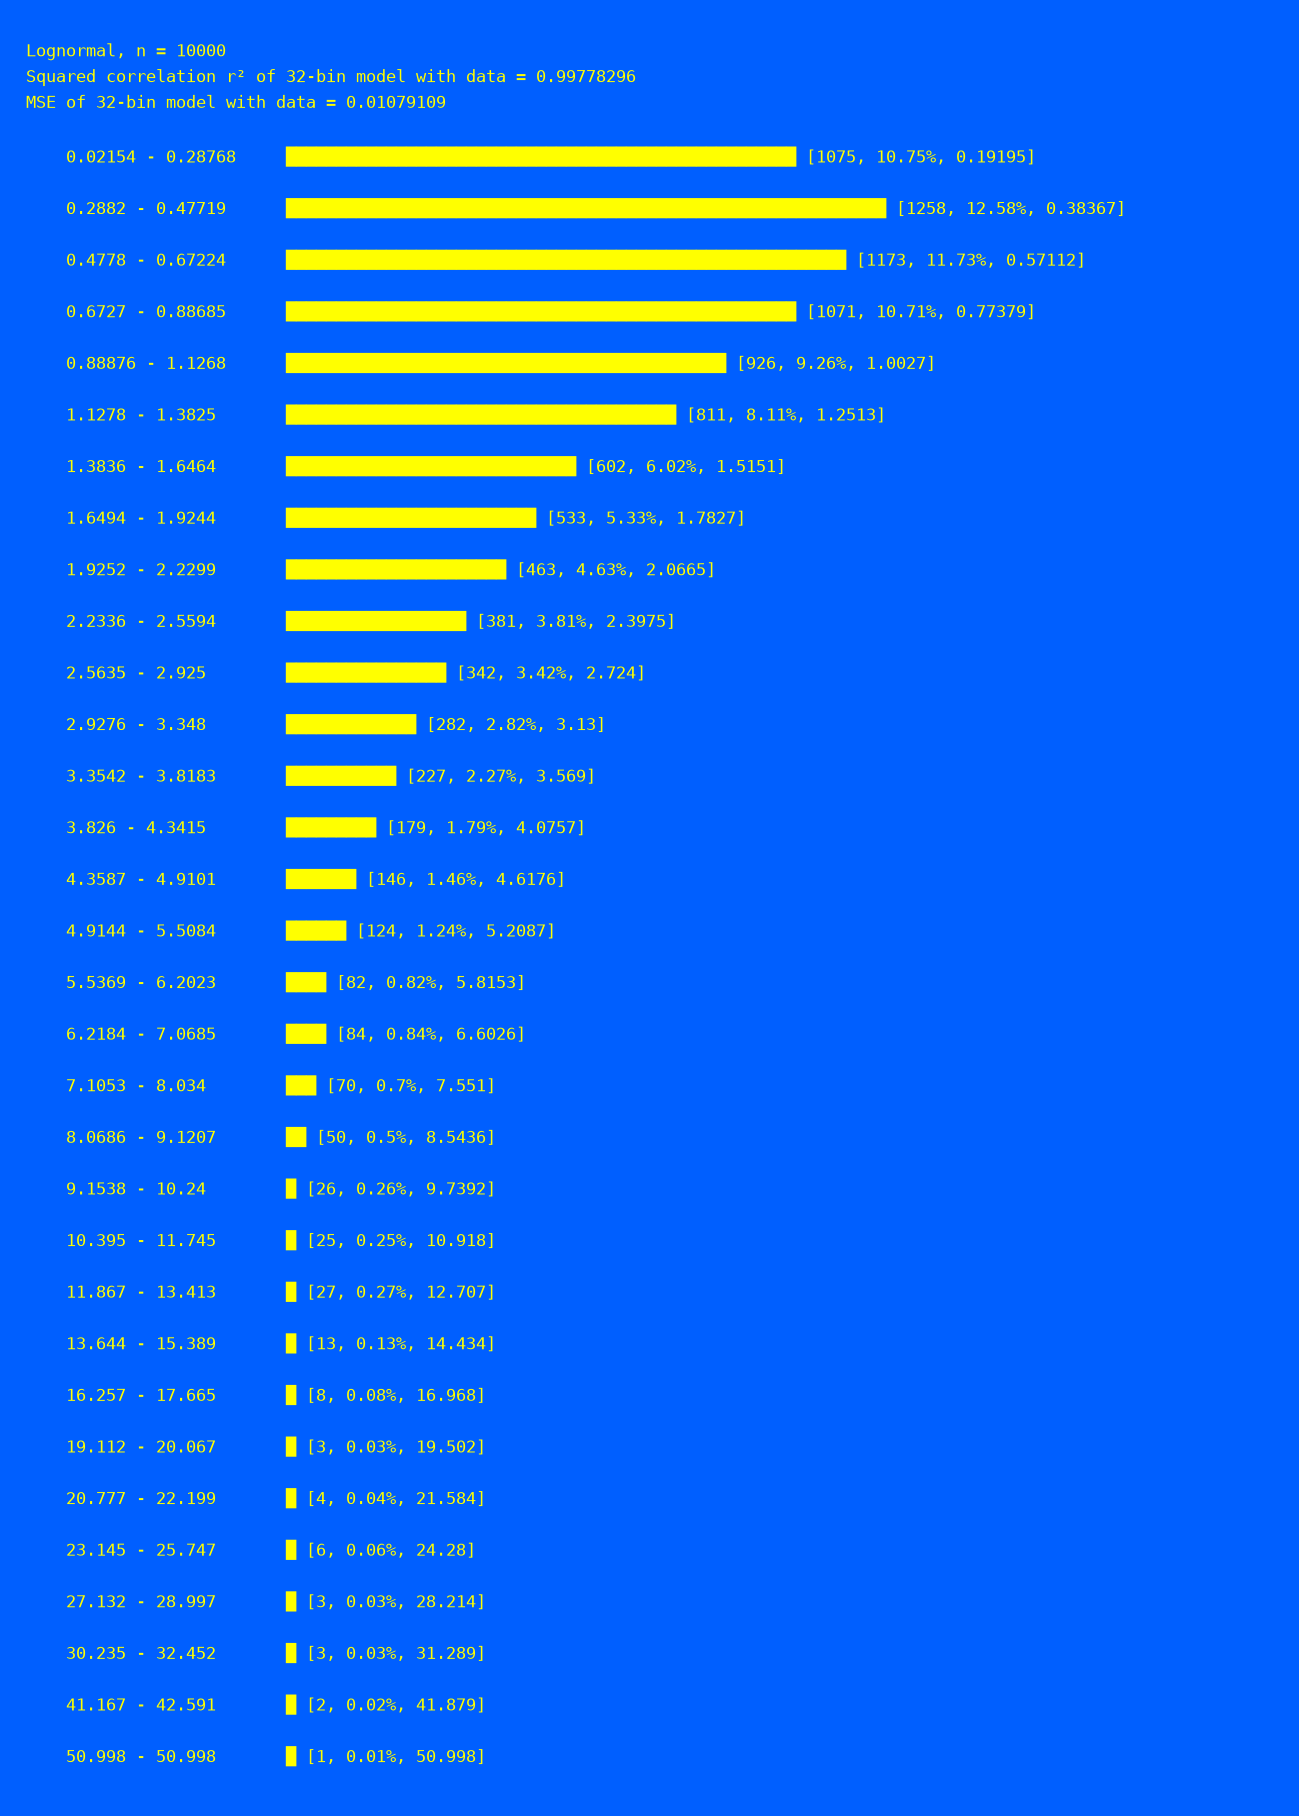 Lognormal, n = 10000
Squared correlation r² of 32-bin model with data = 0.99778296
MSE of 32-bin model with data = 0.01079109
0.02154 - 0.28768 [1075, 10.75%, 0.19195]
0.2882 - 0.47719 [1258, 12.58%, 0.38367]
0.4778 - 0.67224 [1173, 11.73%, 0.57112]
0.6727 - 0.88685 [1071, 10.71%, 0.77379]
0.88876 - 1.1268 [926, 9.26%, 1.0027]
1.1278 - 1.3825 [811, 8.11%, 1.2513]
1.3836 - 1.6464 [602, 6.02%, 1.5151]
1.6494 - 1.9244 [533, 5.33%, 1.7827]
1.9252 - 2.2299 [463, 4.63%, 2.0665]
2.2336 - 2.5594 [381, 3.81%, 2.3975]
2.5635 - 2.925 [342, 3.42%, 2.724]
2.9276 - 3.348 [282, 2.82%, 3.13]
3.3542 - 3.8183 [227, 2.27%, 3.569]
3.826 - 4.3415 [179, 1.79%, 4.0757]
4.3587 - 4.9101 [146, 1.46%, 4.6176]
4.9144 - 5.5084 [124, 1.24%, 5.2087]
5.5369 - 6.2023 [82, 0.82%, 5.8153]
6.2184 - 7.0685 [84, 0.84%, 6.6026]
7.1053 - 8.034 [70, 0.7%, 7.551]
8.0686 - 9.1207 [50, 0.5%, 8.5436]
9.1538 - 10.24 [26, 0.26%, 9.7392]
10.395 - 11.745 [25, 0.25%, 10.918]
11.867 - 13.413 [27, 0.27%, 12.707]
13.644 - 15.389 [13, 0.13%, 14.434]
16.257 - 17.665 [8, 0.08%, 16.968]
19.112 - 20.067 [3, 0.03%, 19.502]
20.777 - 22.199 [4, 0.04%, 21.584]
23.145 - 25.747 [6, 0.06%, 24.28]
27.132 - 28.997 [3, 0.03%, 28.214]
30.235 - 32.452 [3, 0.03%, 31.289]
41.167 - 42.591 [2, 0.02%, 41.879]
50.998 - 50.998 [1, 0.01%, 50.998]